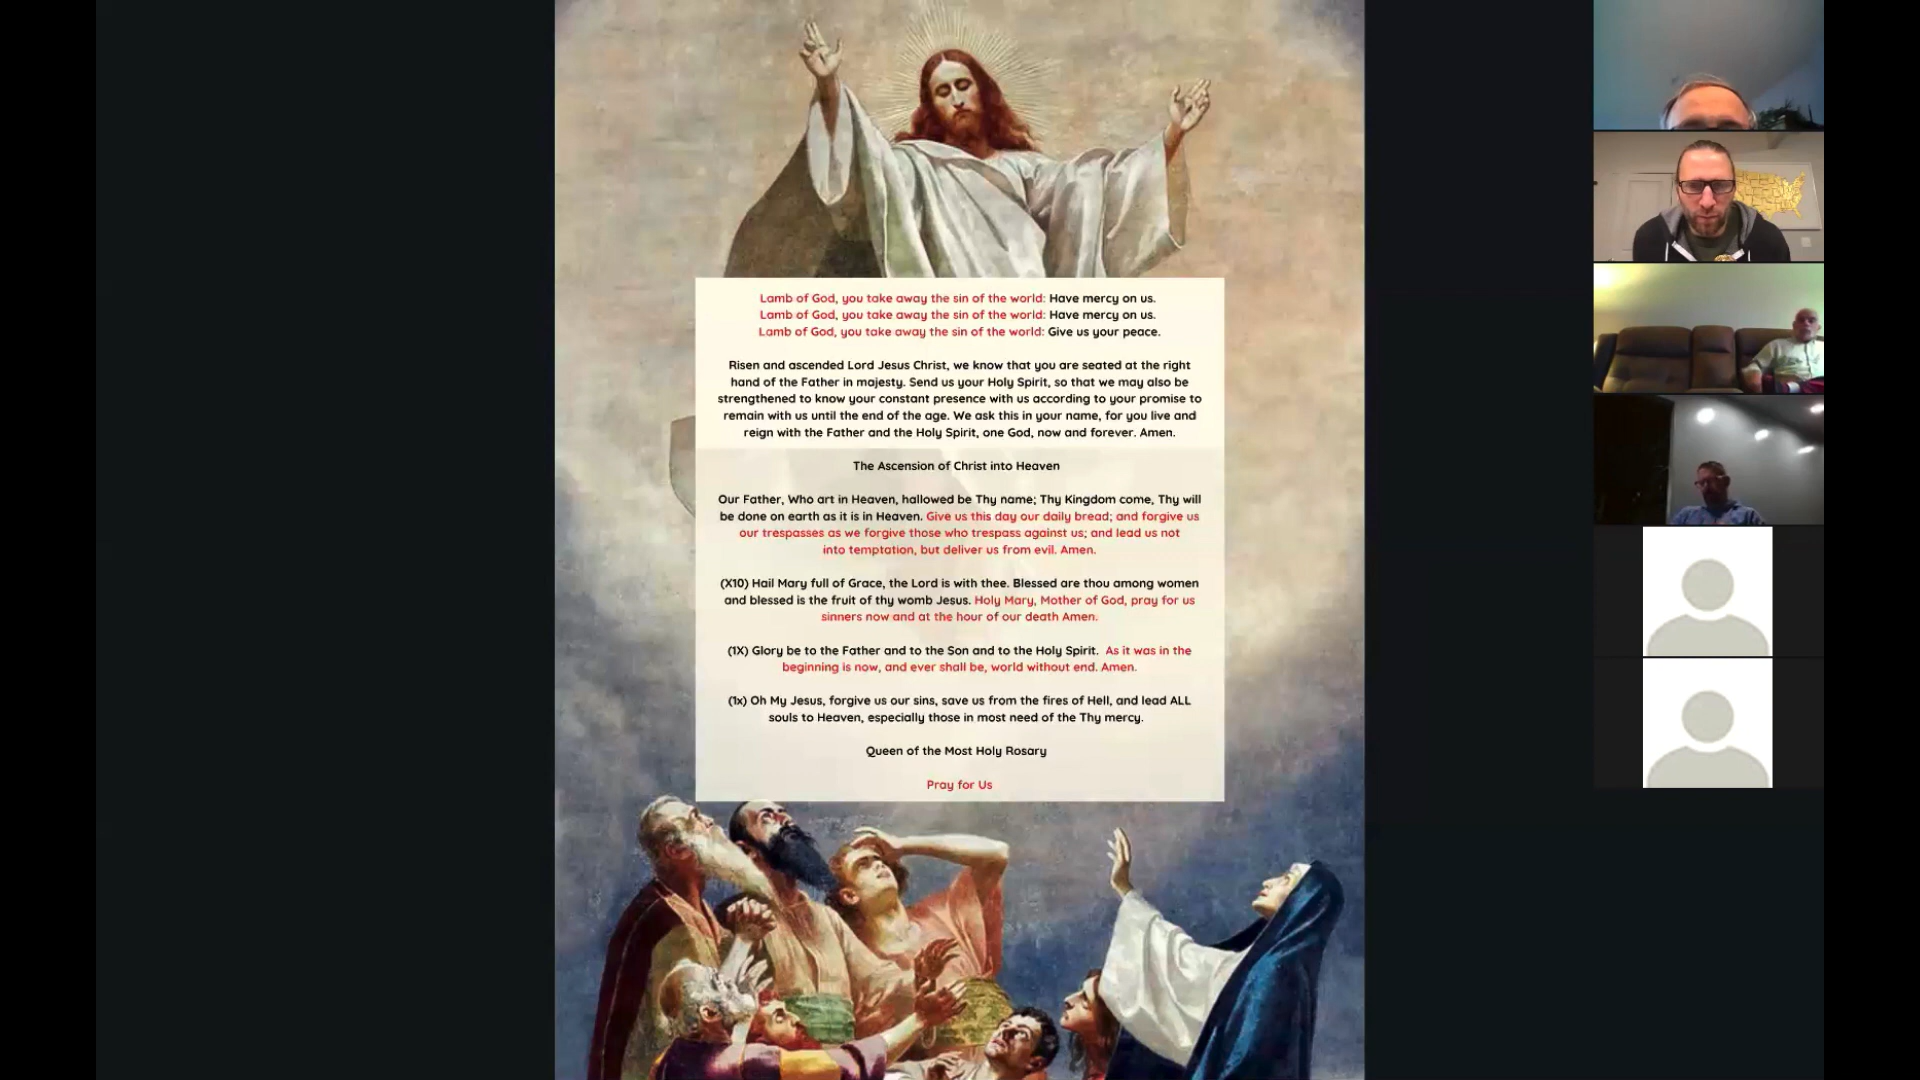 Lamb of God, you take away the sin of the world: Have mercy on us.
Lamb of God, you take away the sin of the world: Have mercy on us.
Lamb of God, you take away the sin of the world: Give us your peace.
Risen and ascended Lord Jesus Christ, we know that you are seated at the right
hand of the Father in majesty. Send us your Holy Spirit, so that we may also be
strengthened to know your constant presence with us according to your promise to
remain with us until the end of the age. We ask this in your name, for you live and
reign with the Father and the Holy Spirit, one God, now and forever. Amen.
The Ascension of Christ into Heaven
Our Father, Who art in Heaven, hallowed be Thy name; Thy Kingdom come, Thy will
be done on earth as it is in Heaven. Give us this day our daily bread; and forgive us
our trespasses as we forgive those who trespass against us; and lead us not
into temptation, but deliver us from evil. Amen.
(X10) Hail Mary full of Grace, the Lord is with thee. Blessed are thou among women
and blessed is the fruit of thy womb Jesus. Holy Mary, Mother of God, pray for us
sinners now and at the hour of our death Amen.
(1X) Glory be to the Father and to the Son and to the Holy Spirit. As it was in the
beginning is now, and ever shall be, world without end. Amen.
(1x) Oh My Jesus, forgive us our sins, save us from the fires of Hell, and lead ALL
souls to Heaven, especially those in most need of the Thy mercy.
Queen of the Most Holy Rosary
Pray for Us